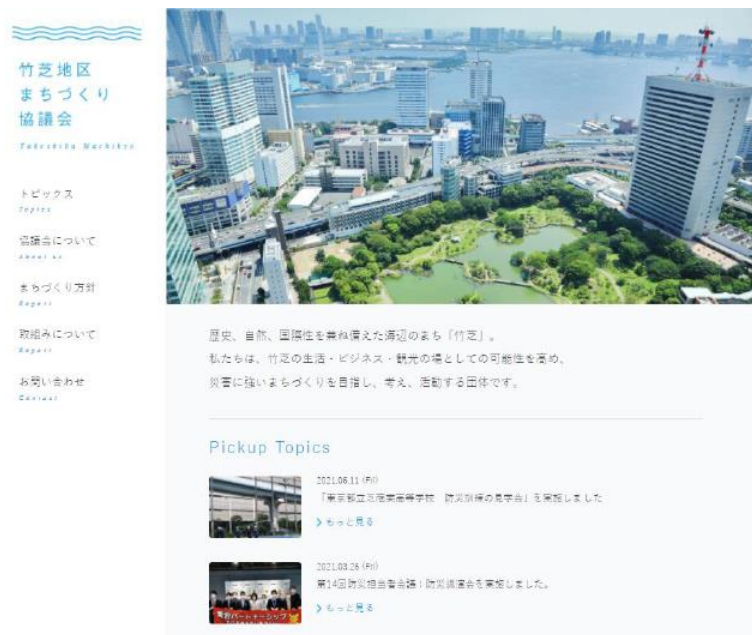 竹芝地区
まちづくり
協議会
Takeshiba Machikyo
トピックス
Topics
協議会について
About us
まちづくり方針
Report
取組みについて
Report
お問い合わせ
Contact
歴史、自然、国際性を兼ね備えた海辺のまち「竹芝」。
私たちは、竹芝の生活・ビジネス・観光の場としての可能性を高め、
災害に強いまちづくりを目指し、考え、活動する団体です。
Pickup Topics
2021.06.11 (Fri)
「東京都立芝商業高等学校 防災訓練の見学会」を実施しました
もっと見る
2021.03.26 (Fri)
第14回防災担当者会議:防災講演会を実施しました。
もっと見る